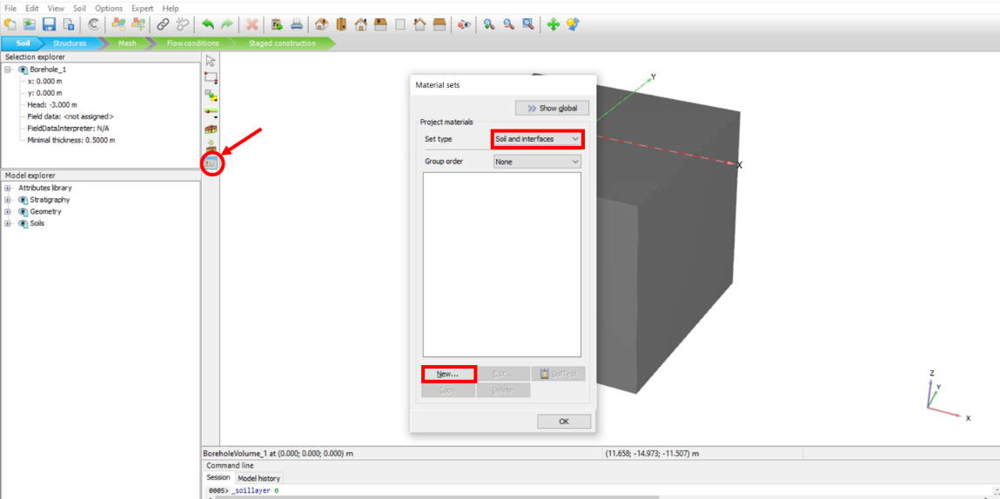 File Edit View Soil Options Expert Help
Soil Structures Mesh Flow conditions Staged construction
Selection explorer
Borehole_1
x: 0.000 m
y: 0.000 m
Head: -3.000 m
Field data: <not assigned>
FieldDataInterpreter: N/A
Minimal thickness: 0.5000 m
Model explorer
Attributes library
Stratigraphy
Geometry
Soils
Material sets
Show global
Project materials
Set type Soil and interfaces
Group order None
New... Edit... SoilTest
Copy Delete
OK
Y
X
Z
Y
X
BoreholeVolume_1 at (0.000; 0.000; 0.000) m (11.658; -14.973; -11.507) m
Command line
Session Model history
0005> _soillayer 0